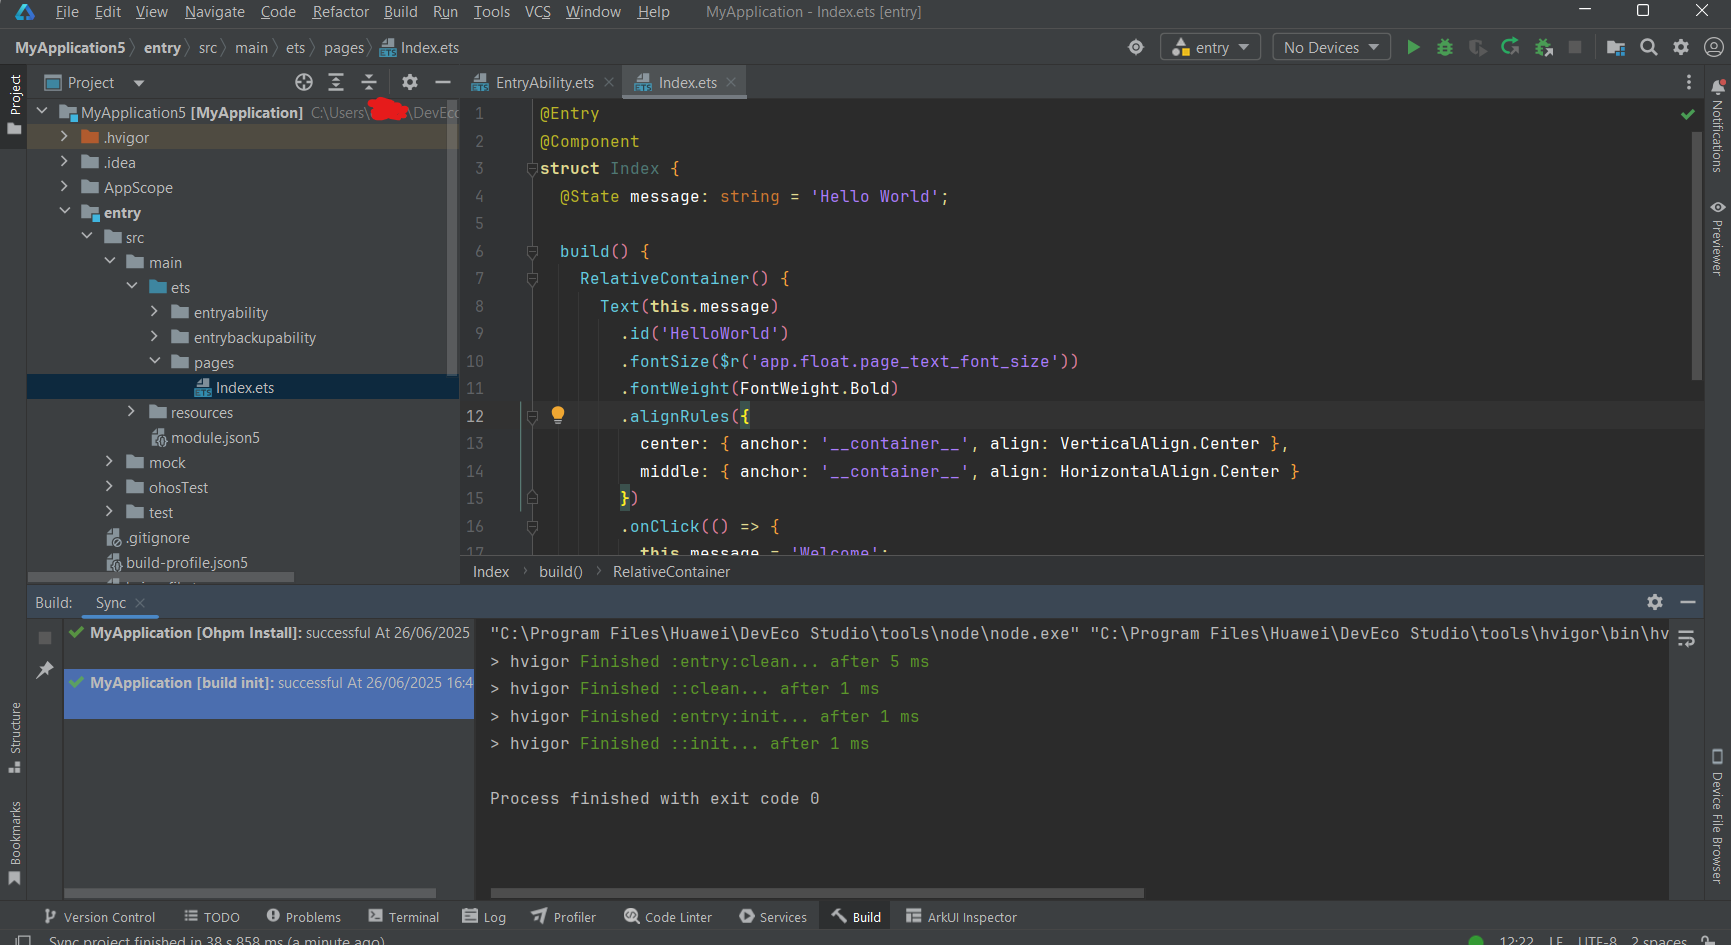 File Edit View Navigate Code Refactor Build Run Tools VCS Window Help MyApplication - Index.ets [entry]
MyApplication5 entry src main ets pages Index.ets entry No Devices
Project
Project
EntryAbility.ets Index.ets
MyApplication5 [MyApplication] C:\Users\ \DevEc
.hvigor
.idea
AppScope
entry
src
main
ets
entryability
entrybackupability
pages
Index.ets
resources
module.json5
mock
ohosTest
test
.gitignore
build-profile.json5
1 @Entry
2 @Component
3 struct Index {
4 @State message: string = 'Hello World';
5
6 build() {
7 RelativeContainer() {
8 Text(this.message)
9 .id('HelloWorld')
10 .fontSize($r('app.float.page_text_font_size'))
11 .fontWeight(FontWeight.Bold)
12 .alignRules({
13 center: { anchor: '__container__', align: VerticalAlign.Center },
14 middle: { anchor: '__container__', align: HorizontalAlign.Center }
15 })
16 .onClick(() => {
17 this.message = 'Welcome';
Index build() RelativeContainer
Notifications
Previewer
Build: Sync
MyApplication [Ohpm Install]: successful At 26/06/2025
MyApplication [build init]: successful At 26/06/2025 16:4
"C:\Program Files\Huawei\DevEco Studio\tools\node\node.exe" "C:\Program Files\Huawei\DevEco Studio\tools\hvigor\bin\hv
> hvigor Finished :entry:clean... after 5 ms
> hvigor Finished ::clean... after 1 ms
> hvigor Finished :entry:init... after 1 ms
> hvigor Finished ::init... after 1 ms
Process finished with exit code 0
Structure
Bookmarks
Device File Browser
Version Control TODO Problems Terminal Log Profiler Code Linter Services Build ArkUI Inspector
Sync project finished in 38 s 858 ms (a minute ago) 12:22 LF UTF-8 2 spaces